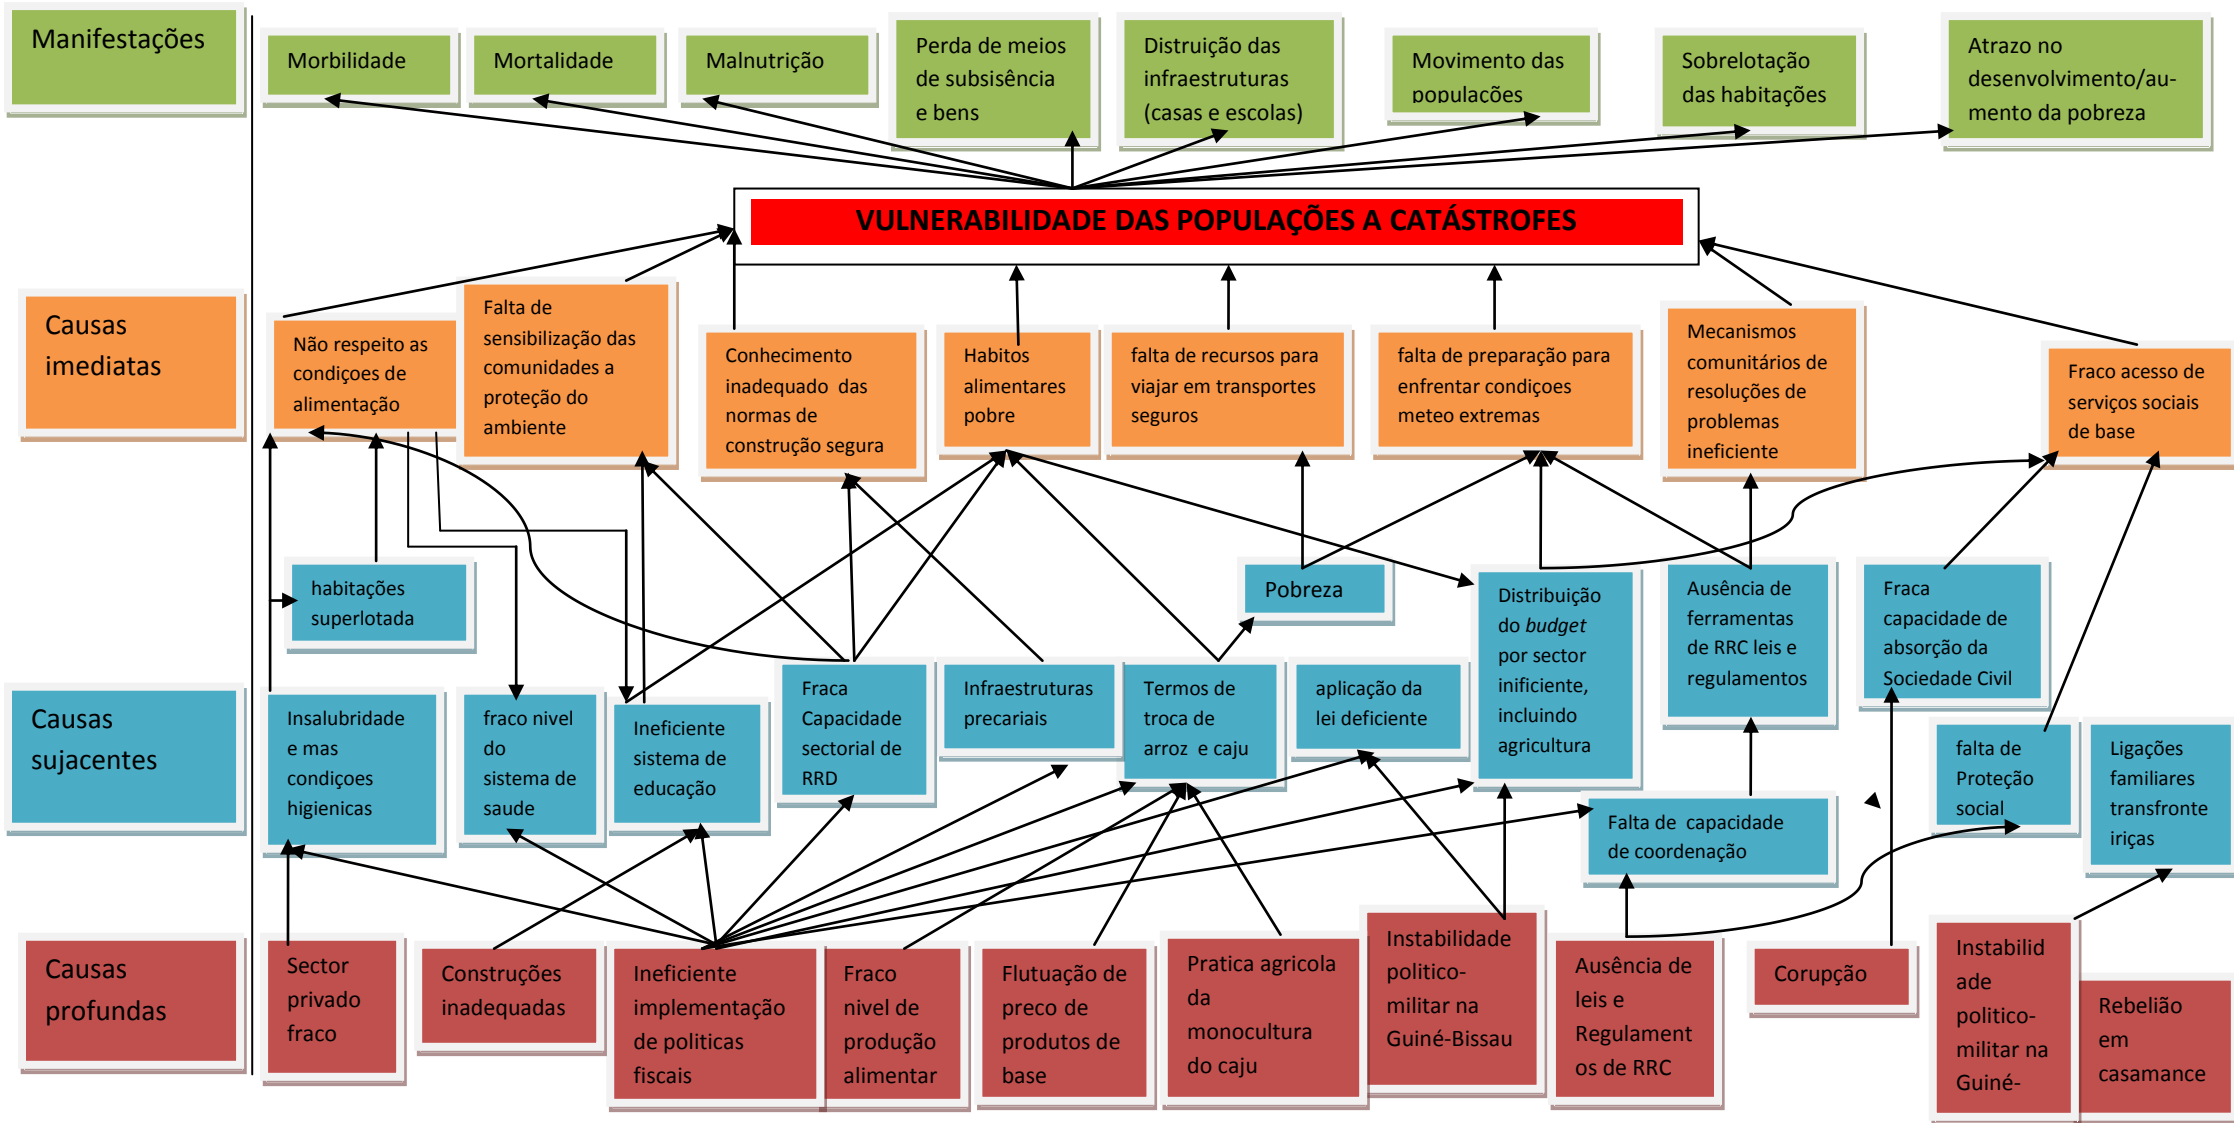 Manifestações
Morbilidade
Mortalidade
Malnutrição
Perda de meios
de subsisência
e bens
Distruição das
infraestruturas
(casas e escolas)
Movimento das
populações
Sobrelotação
das habitações
Atrazo no
desenvolvimento/au-
mento da pobreza
VULNERABILIDADE DAS POPULAÇÕES A CATÁSTROFES
Causas
imediatas
Não respeito as
condiçoes de
alimentação
Falta de
sensibilização das
comunidades a
proteção do
ambiente
Conhecimento
inadequado das
normas de
construção segura
Habitos
alimentares
pobre
falta de recursos para
viajar em transportes
seguros
falta de preparação para
enfrentar condiçoes
meteo extremas
Mecanismos
comunitários de
resoluções de
problemas
ineficiente
Fraco acesso de
serviços sociais
de base
Causas
sujacentes
habitações
superlotada
Insalubridade
e mas
condiçoes
higienicas
fraco nivel
do
sistema de
saude
Ineficiente
sistema de
educação
Fraca
Capacidade
sectorial de
RRD
Infraestruturas
precariais
Termos de
troca de
arroz e caju
Pobreza
aplicação da
lei deficiente
Distribuição
do budget
por sector
inificiente,
incluindo
agricultura
Ausência de
ferramentas
de RRC leis e
regulamentos
Falta de capacidade
de coordenação
Fraca
capacidade de
absorção da
Sociedade Civil
falta de
Proteção
social
Ligações
familiares
transfronte
iriças
Causas
profundas
Sector
privado
fraco
Construções
inadequadas
Ineficiente
implementação
de politicas
fiscais
Fraco
nivel de
produção
alimentar
Flutuação de
preco de
produtos de
base
Pratica agricola
da
monocultura
do caju
Instabilidade
politico-
militar na
Guiné-Bissau
Ausência de
leis e
Regulament
os de RRC
Corupção
Instabilid
ade
politico-
militar na
Guiné-
Rebelião
em
casamance